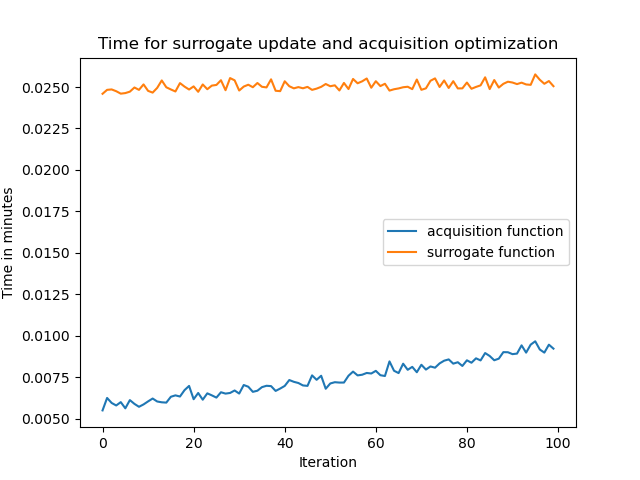 Time for surrogate update and acquisition optimization
0.0250
0.0225
0.0200
0.0175
0.0150
0.0125
0.0100
0.0075
0.0050
Time in minutes
acquisition function
surrogate function
0 20 40 60 80 100
Iteration